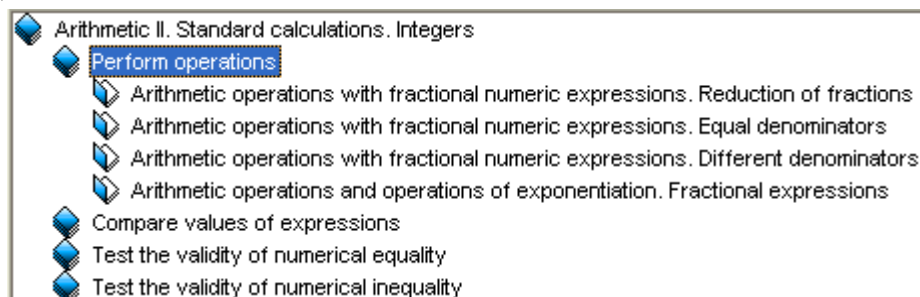 Arithmetic II. Standard calculations. Integers
Perform operations
Arithmetic operations with fractional numeric expressions. Reduction of fractions
Arithmetic operations with fractional numeric expressions. Equal denominators
Arithmetic operations with fractional numeric expressions. Different denominators
Arithmetic operations and operations of exponentiation. Fractional expressions
Compare values of expressions
Test the validity of numerical equality
Test the validity of numerical inequality